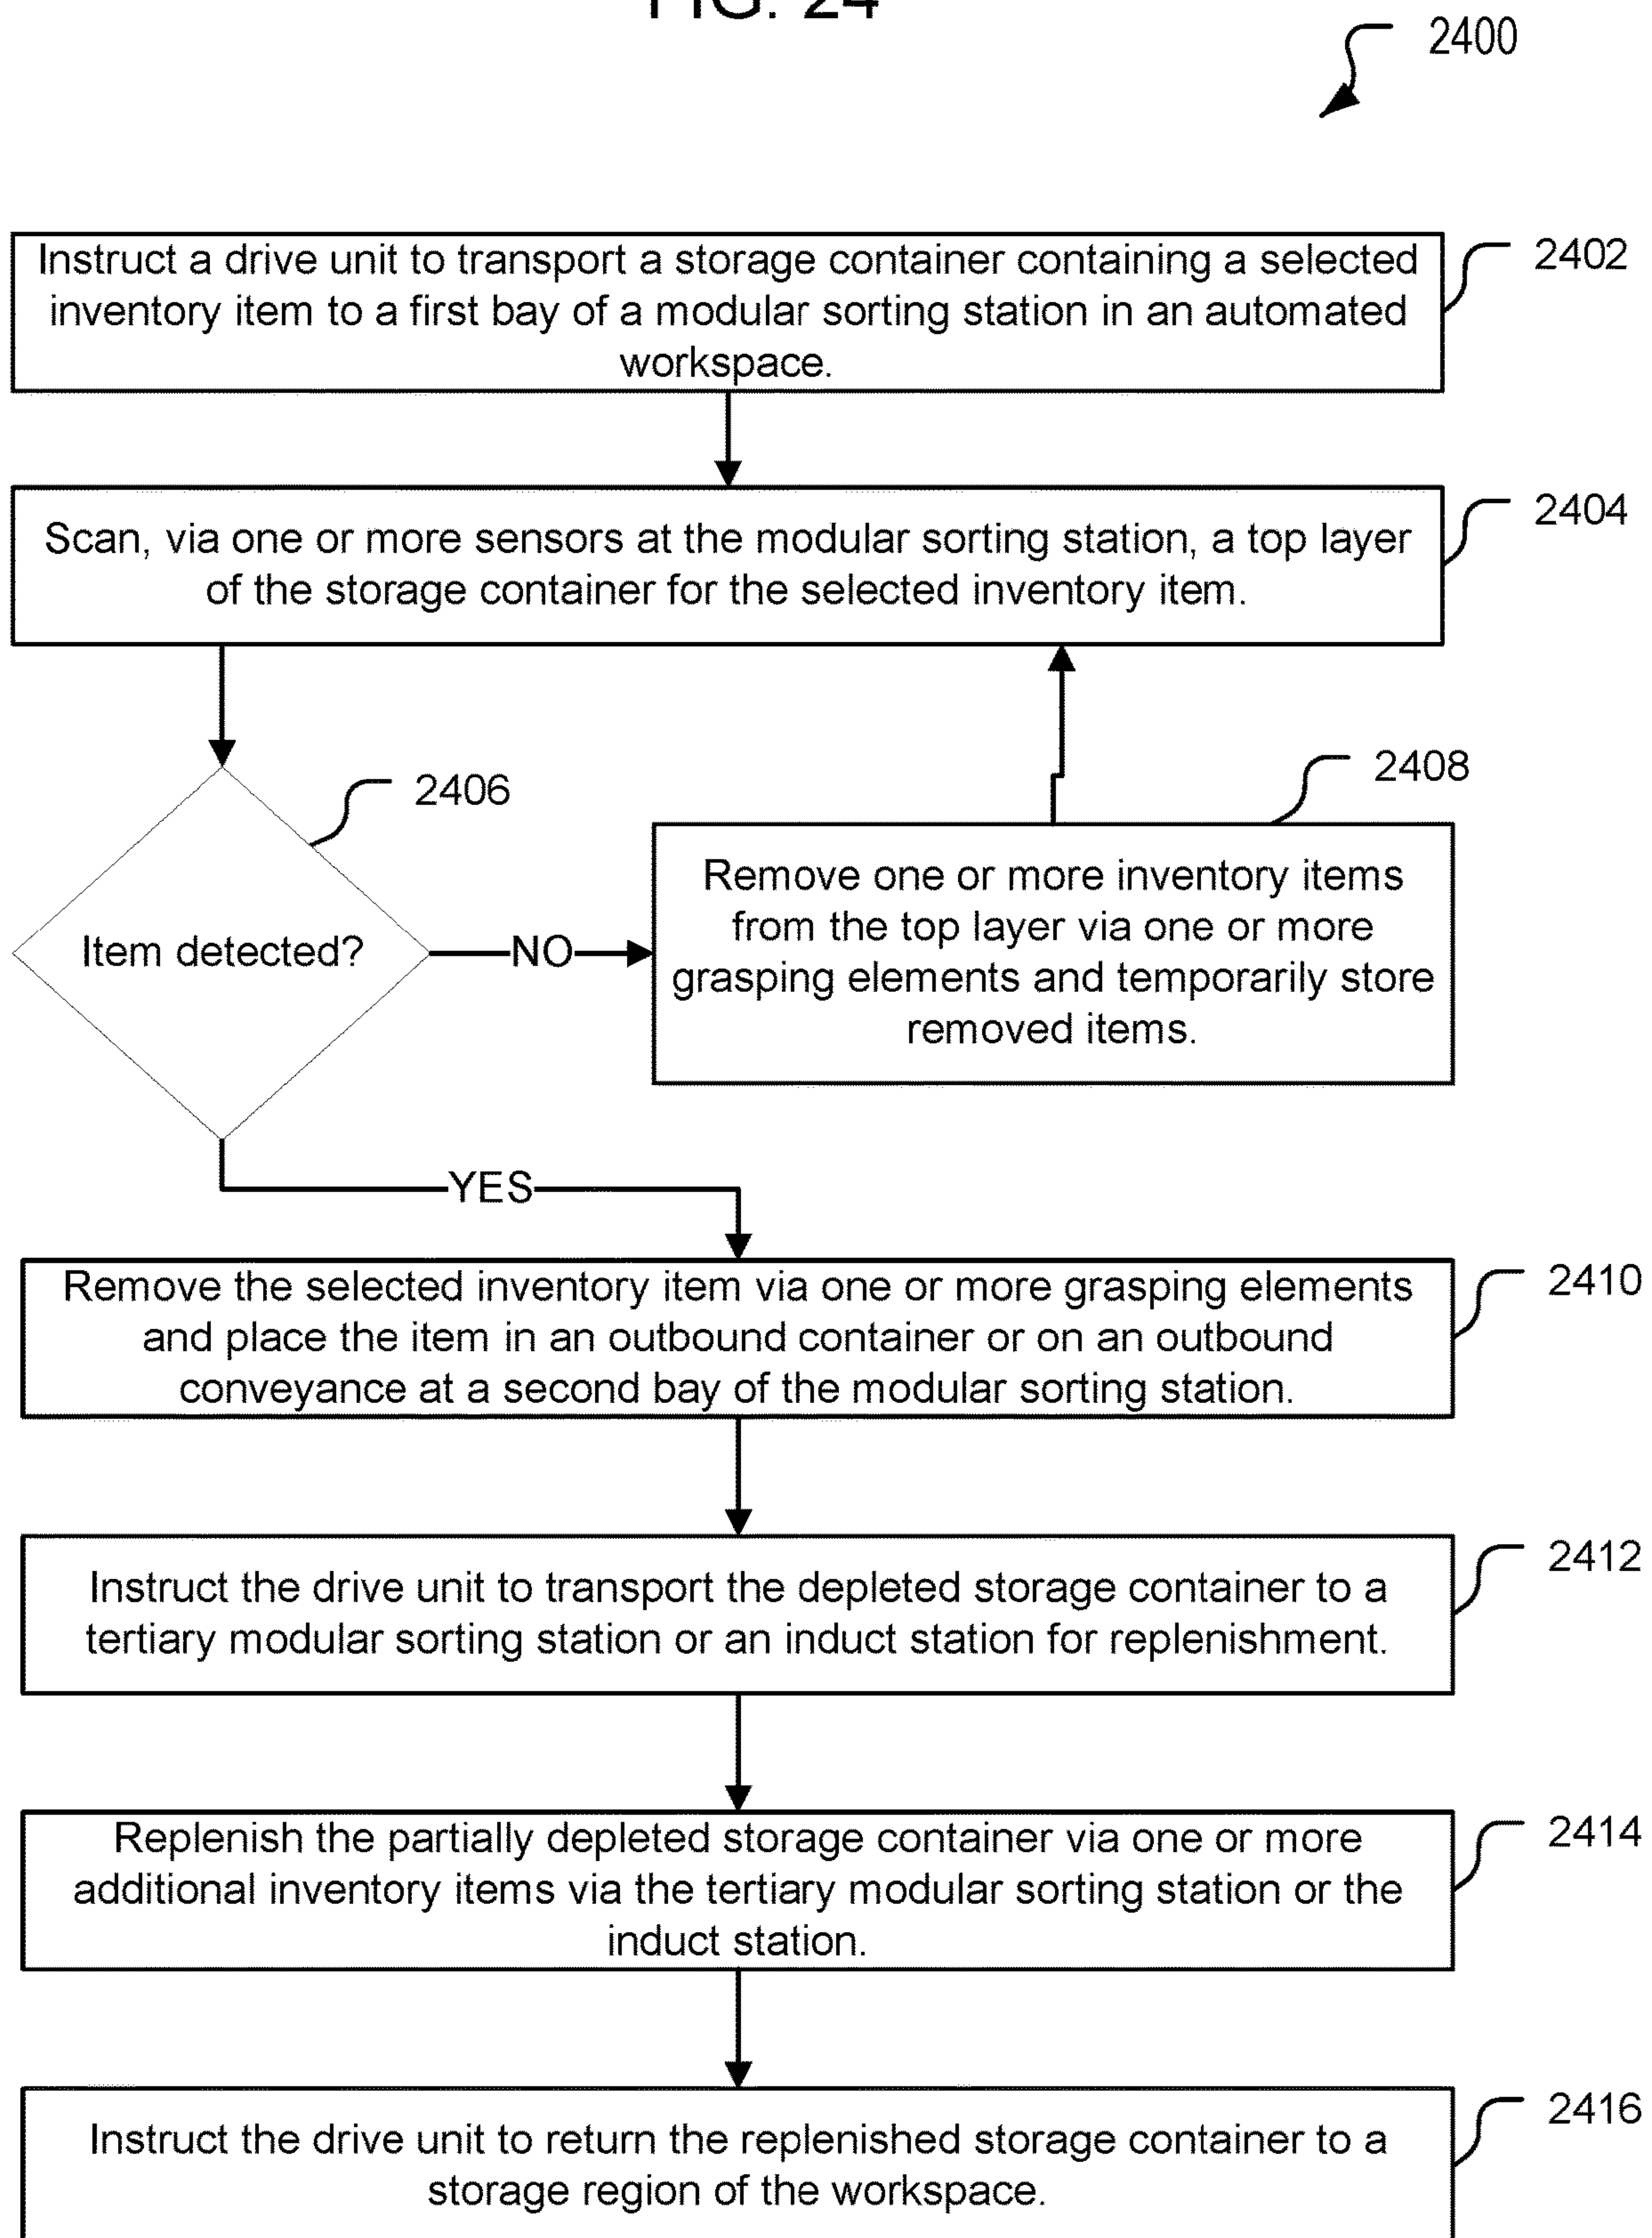 FIG. 24
2400
Instruct a drive unit to transport a storage container containing a selected
inventory item to a first bay of a modular sorting station in an automated
workspace.
2402
Scan, via one or more sensors at the modular sorting station, a top layer
of the storage container for the selected inventory item.
2404
2406
Item detected?
NO
2408
Remove one or more inventory items
from the top layer via one or more
grasping elements and temporarily store
removed items.
YES
Remove the selected inventory item via one or more grasping elements
and place the item in an outbound container or on an outbound
conveyance at a second bay of the modular sorting station.
2410
Instruct the drive unit to transport the depleted storage container to a
tertiary modular sorting station or an induct station for replenishment.
2412
Replenish the partially depleted storage container via one or more
additional inventory items via the tertiary modular sorting station or the
induct station.
2414
Instruct the drive unit to return the replenished storage container to a
storage region of the workspace.
2416